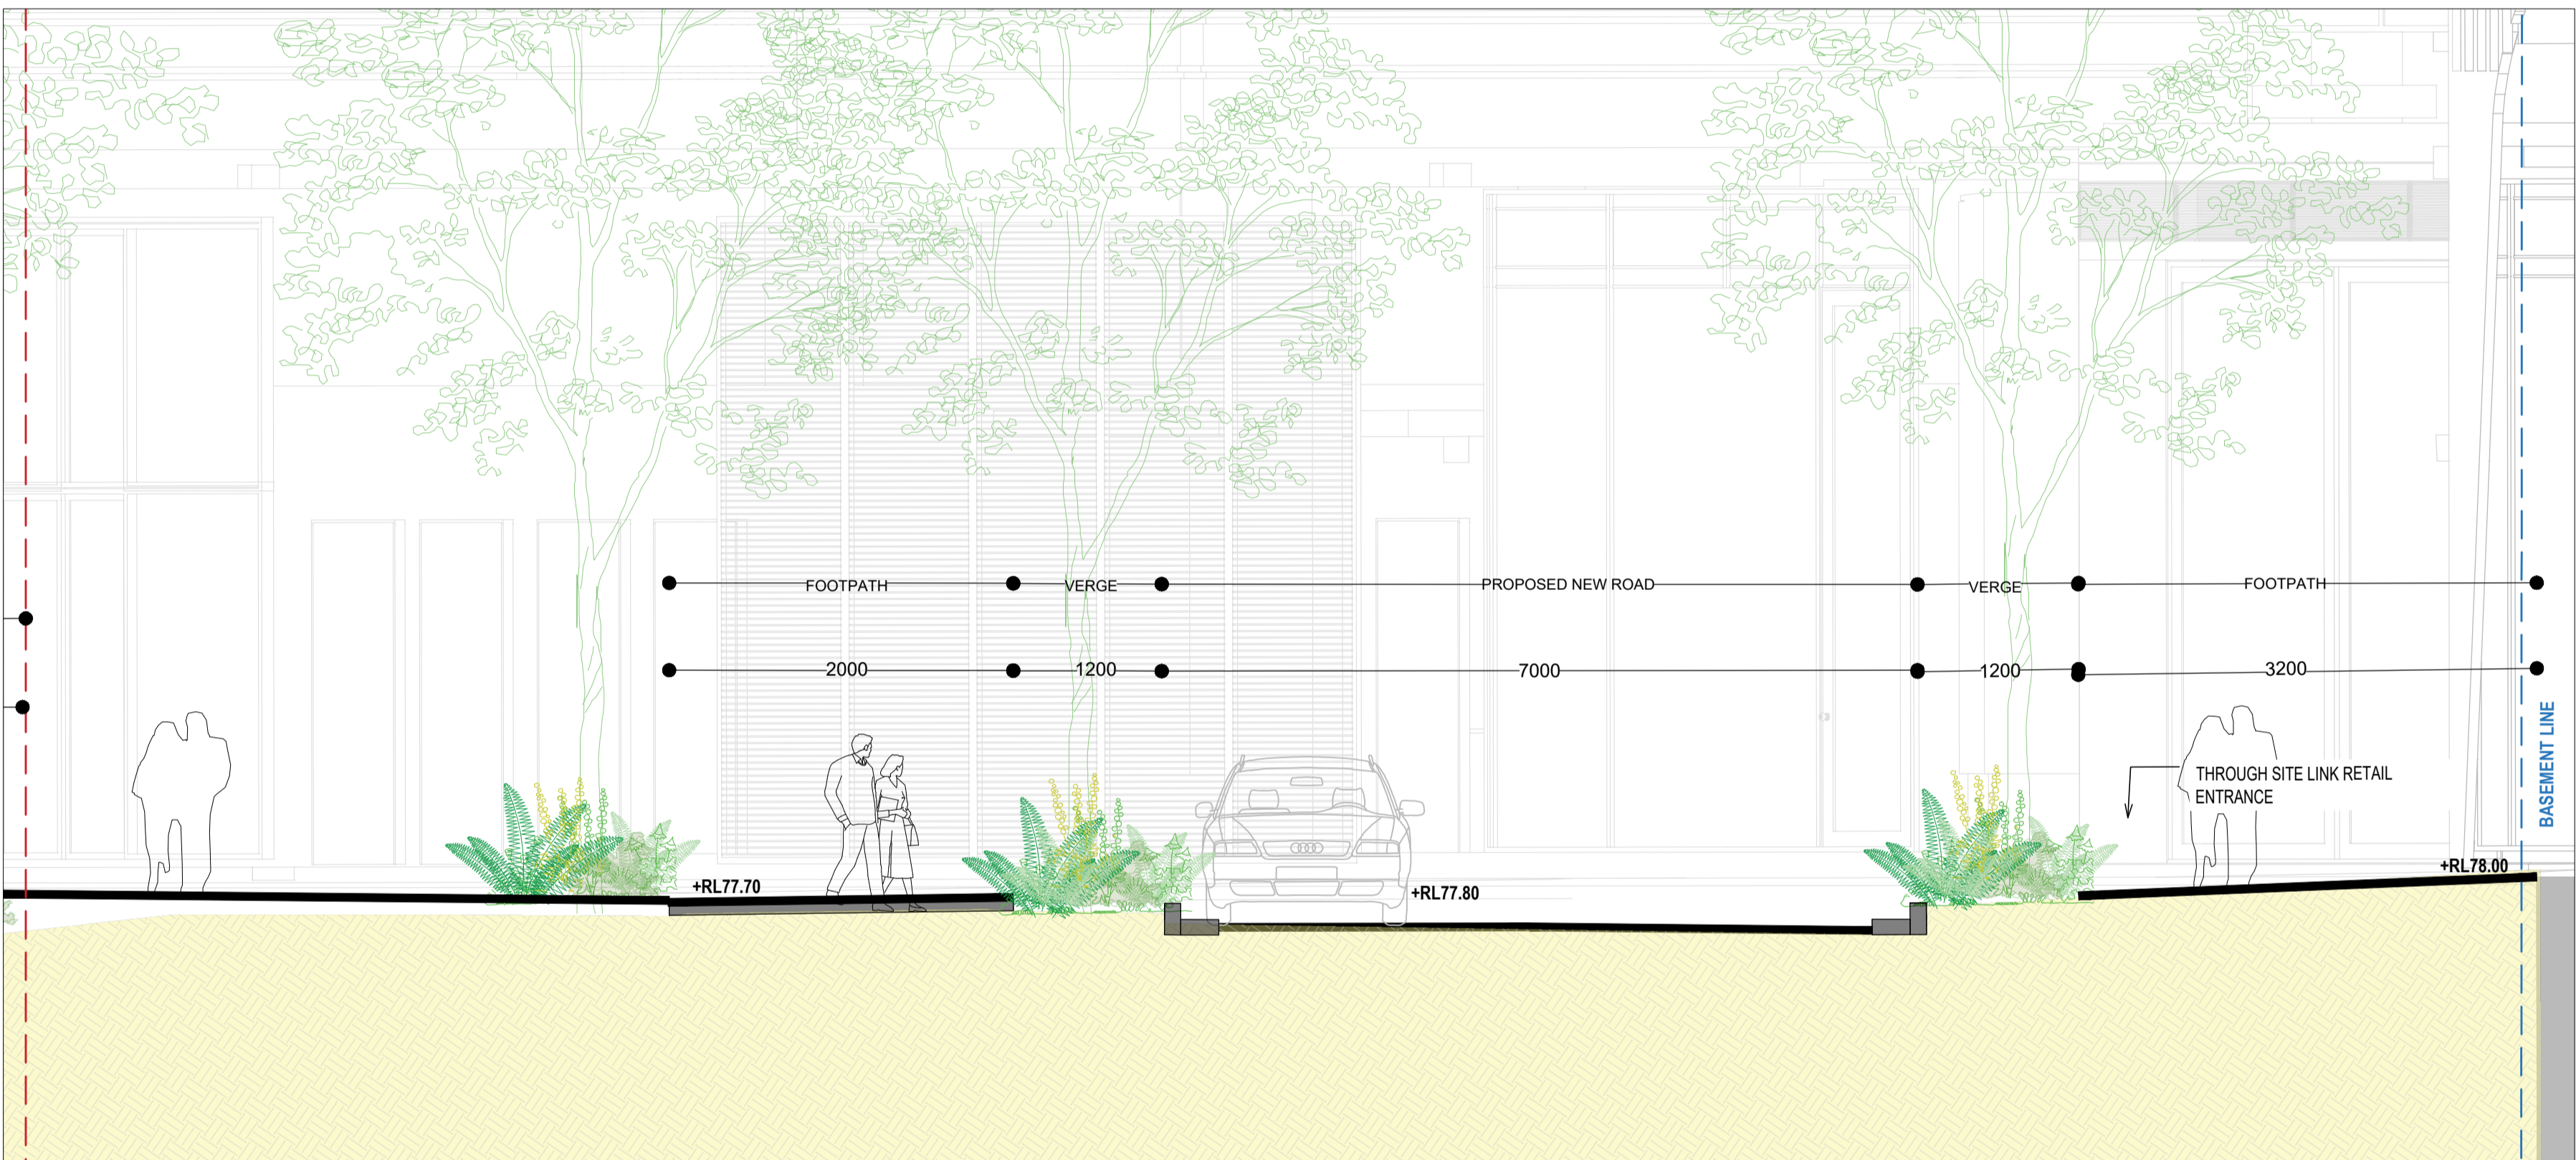 FOOTPATH
VERGE
PROPOSED NEW ROAD
VERGE
FOOTPATH
2000
1200
7000
1200
3200
BASEMENT LINE
THROUGH SITE LINK RETAIL
ENTRANCE
+RL77.70
+RL77.80
+RL78.00